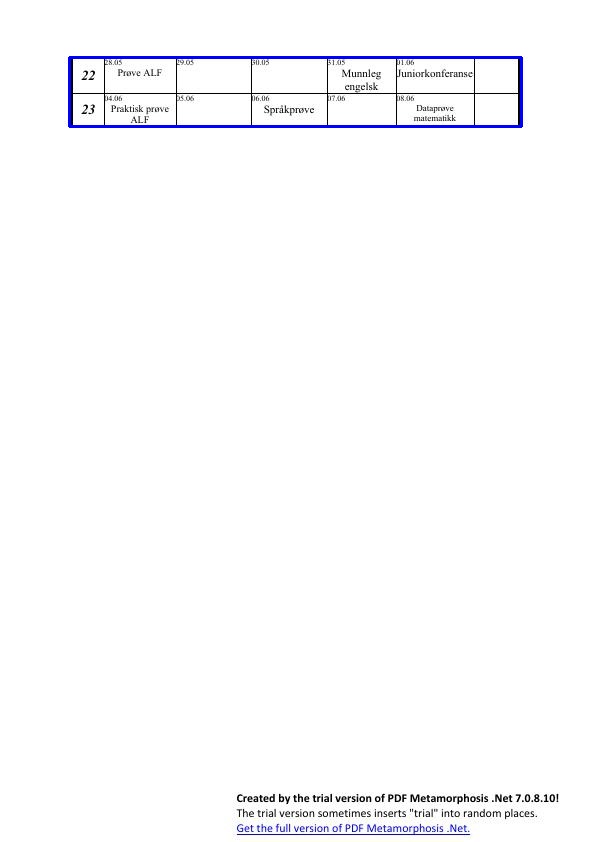 28.05 29.05 30.05 31.05 01.06
22 Prøve ALF Munnleg Juniorkonferanse
engelsk
04.06 05.06 06.06 07.06 08.06
23 Praktisk prøve Språkprøve Dataprøve
ALF matematikk
Created by the trial version of PDF Metamorphosis .Net 7.0.8.10!
The trial version sometimes inserts "trial" into random places.
Get the full version of PDF Metamorphosis .Net.